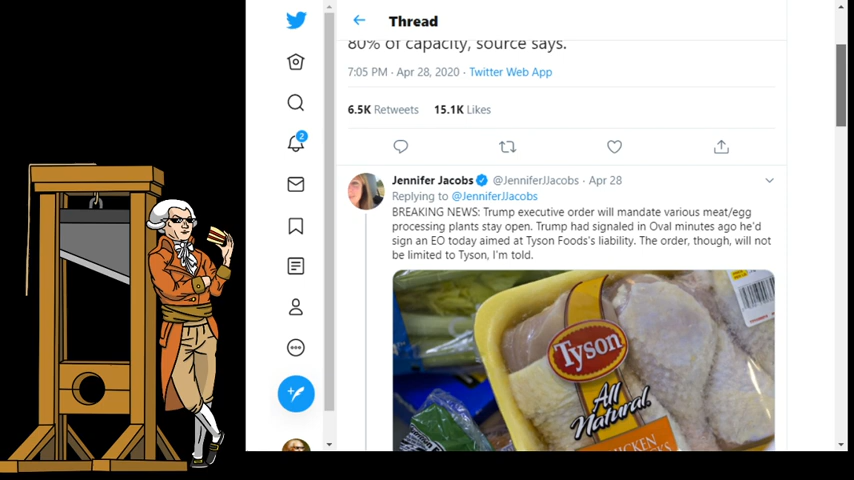 Thread
80% of capacity, source says.
7:05 PM · Apr 28, 2020 · Twitter Web App
6.5K Retweets 15.1K Likes
2
Jennifer Jacobs @JenniferJJacobs · Apr 28
Replying to @JenniferJJacobs
BREAKING NEWS: Trump executive order will mandate various meat/egg
processing plants stay open. Trump had signaled in Oval minutes ago he'd
sign an EO today aimed at Tyson Foods's liability. The order, though, will not
be limited to Tyson, I'm told.
Tyson
All
Natural